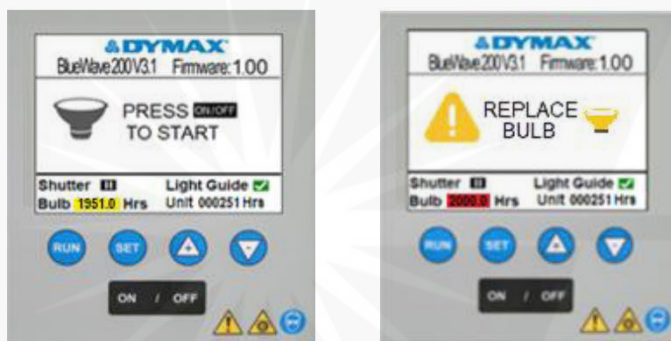 DYMAX
BlueWave 200 V3.1 Firmware: 1.00
PRESS ON/OFF
TO START
Shutter Light Guide
Bulb 1951.0 Hrs Unit 000251 Hrs
RUN SET + -
ON / OFF
DYMAX
BlueWave 200 V3.1 Firmware: 1.00
REPLACE
BULB
Shutter Light Guide
Bulb 2000.0 Hrs Unit 000251 Hrs
RUN SET + -
ON / OFF